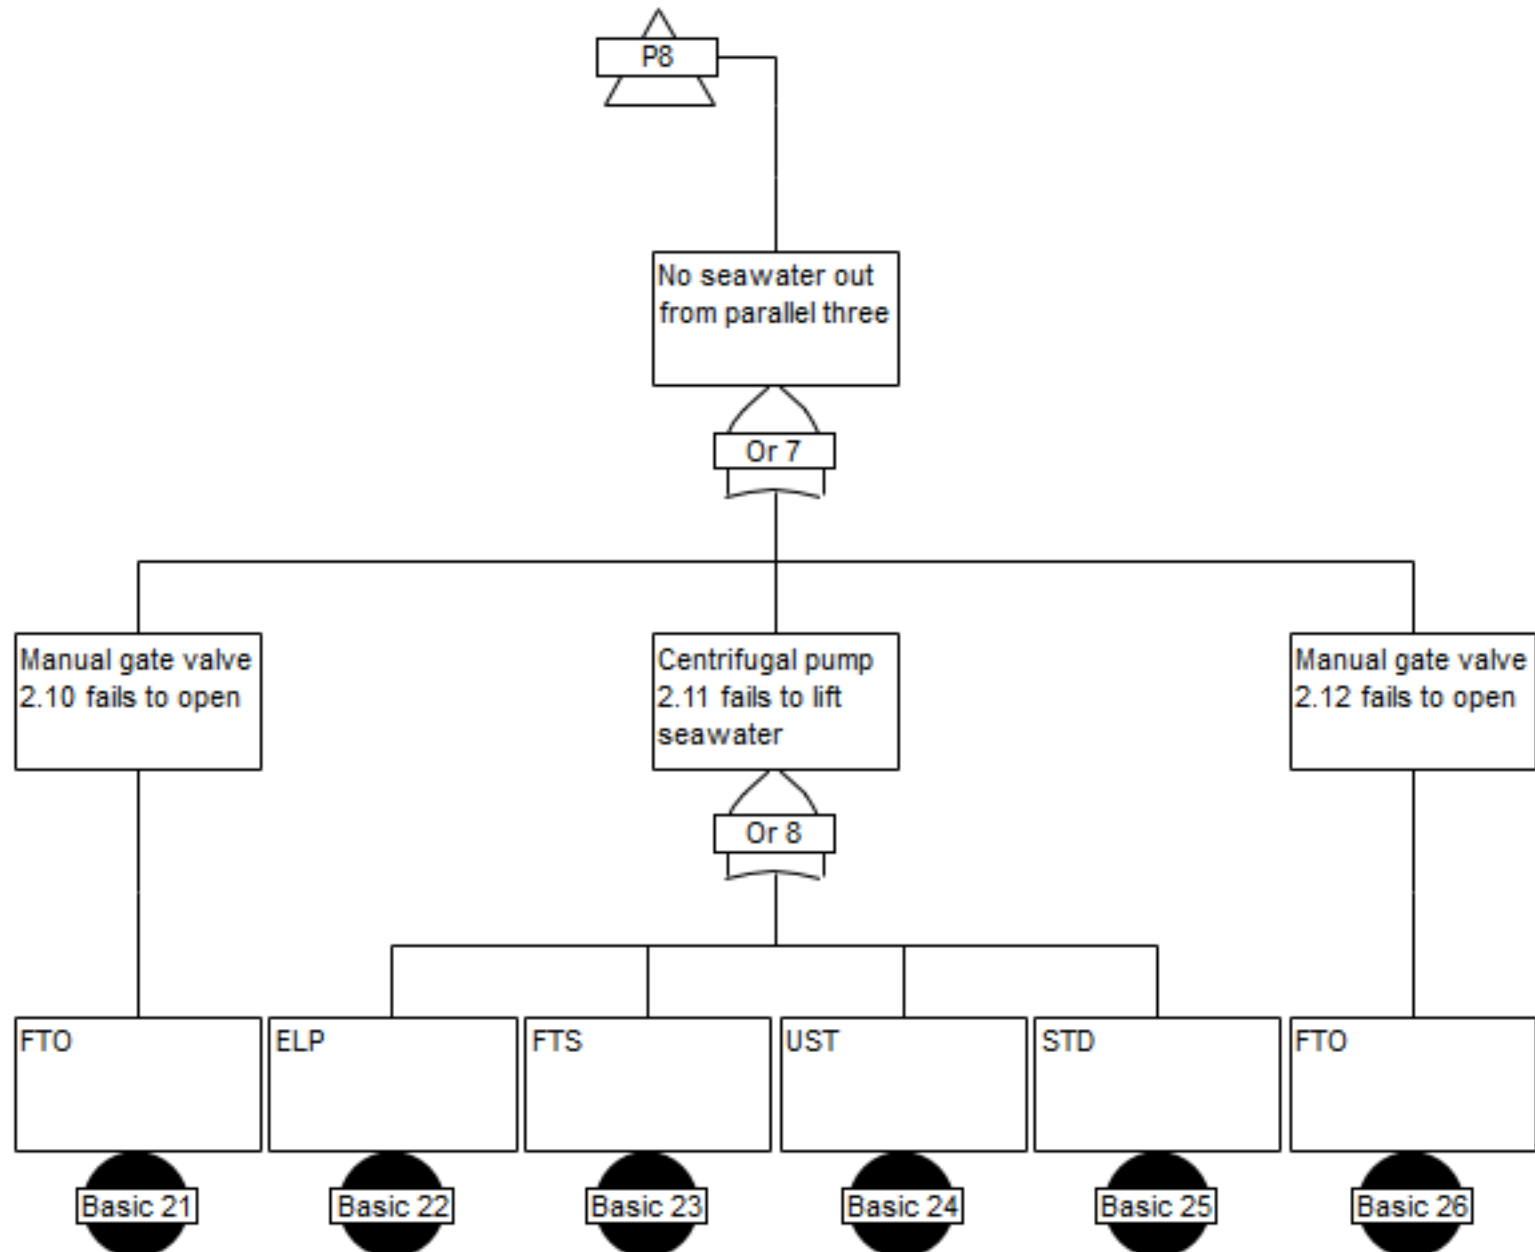 P8
No seawater out
from parallel three
Or 7
Manual gate valve
2.10 fails to open
Centrifugal pump
2.11 fails to lift
seawater
Manual gate valve
2.12 fails to open
Or 8
FTO
ELP
FTS
UST
STD
FTO
Basic 21
Basic 22
Basic 23
Basic 24
Basic 25
Basic 26